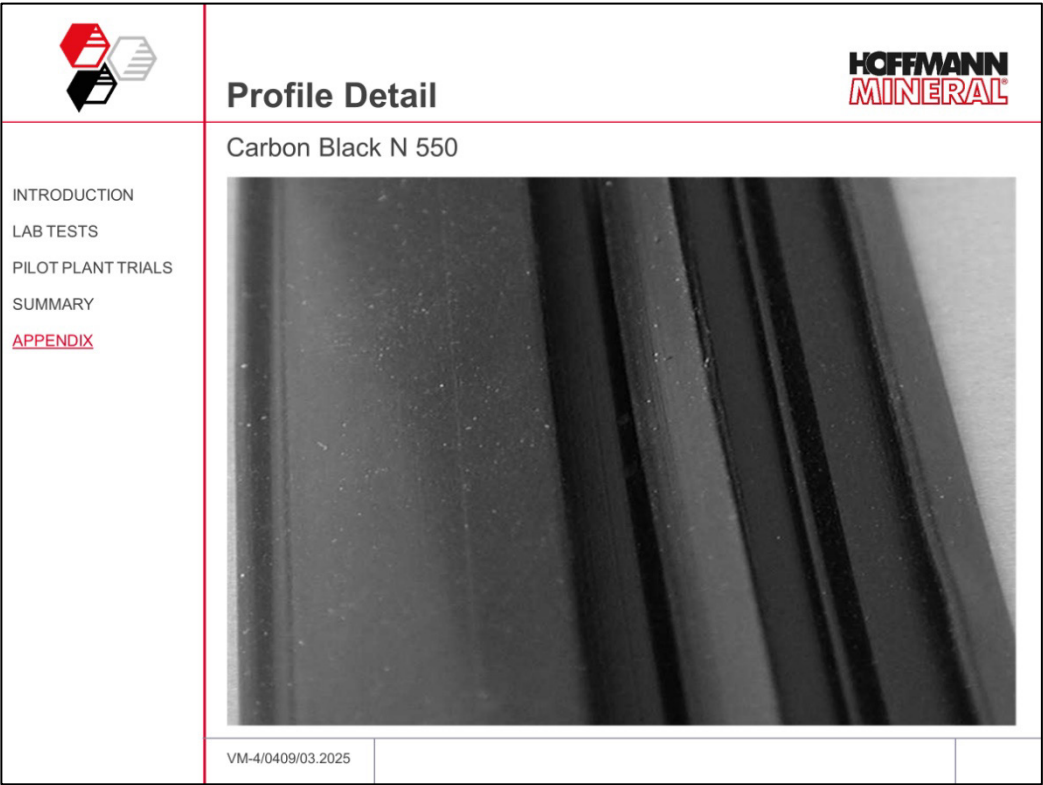 Profile Detail
HOFFMANN
MINERAL®
Carbon Black N 550
INTRODUCTION
LAB TESTS
PILOT PLANT TRIALS
SUMMARY
APPENDIX
VM-4/0409/03.2025